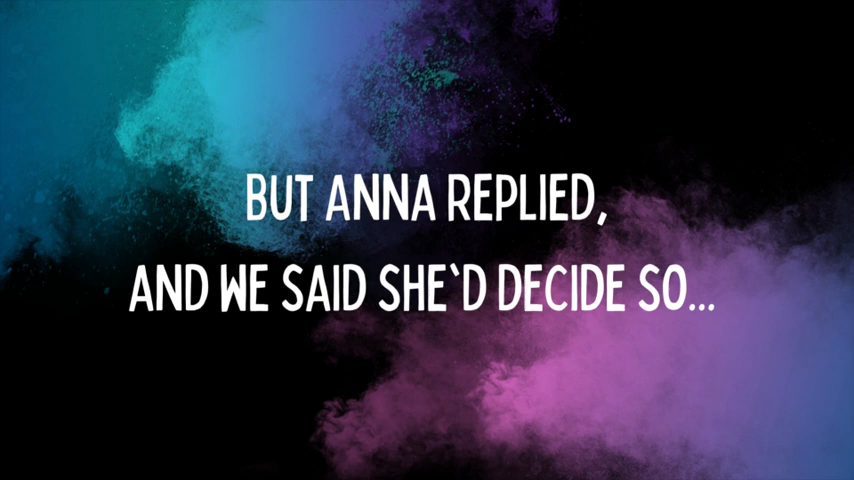 BUT ANNA REPLIED,
AND WE SAID SHE`D DECIDE SO...